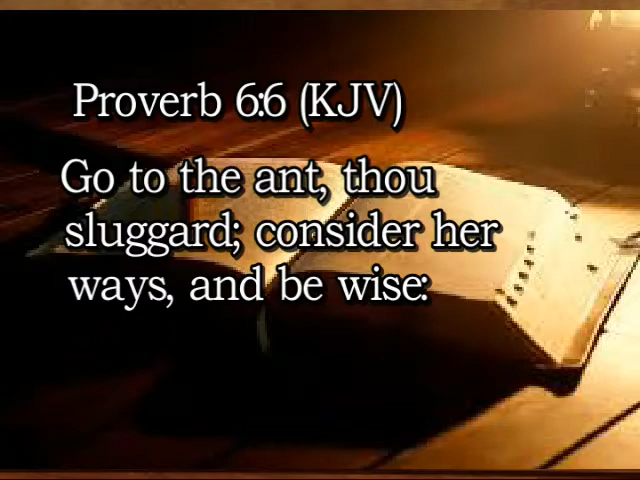 Proverb 6:6 (KJV)
Go to the ant, thou
sluggard; consider her
ways, and be wise: